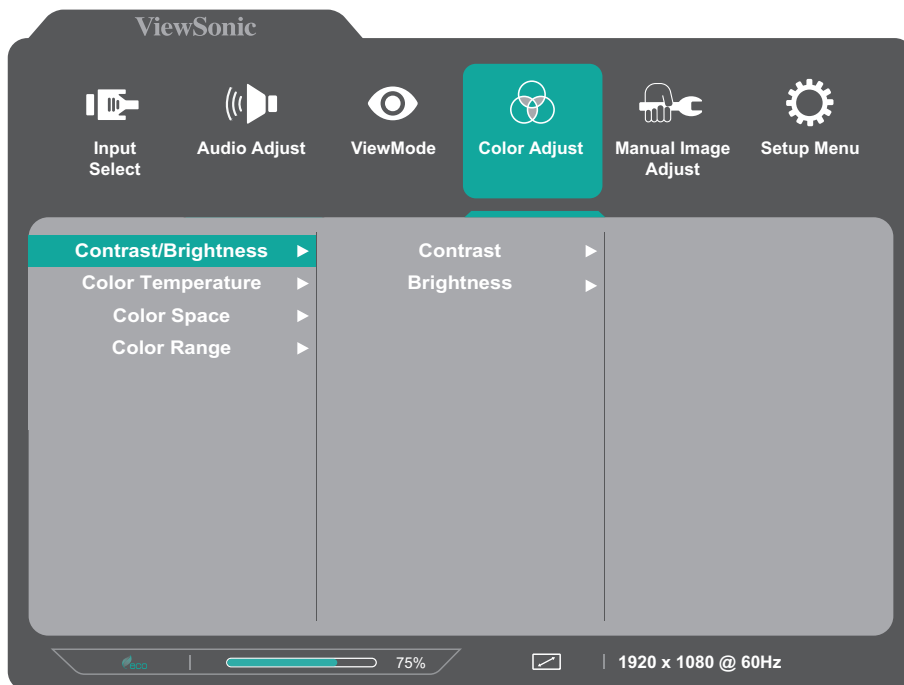 ViewSonic
Input
Select
Audio Adjust
ViewMode
Color Adjust
Manual Image
Adjust
Setup Menu
Contrast/Brightness
Color Temperature
Color Space
Color Range
Contrast
Brightness
eco
75%
1920 x 1080 @ 60Hz